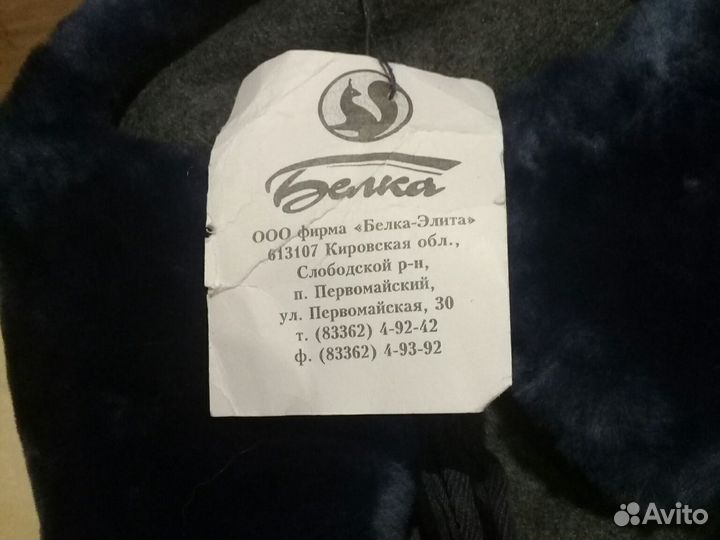 Белка
ООО фирма «Белка-Элита»
613107 Кировская обл.,
Слободской р-н,
п. Первомайский,
ул. Первомайская, 30
т. (83362) 4-92-42
ф. (83362) 4-93-92
Avito